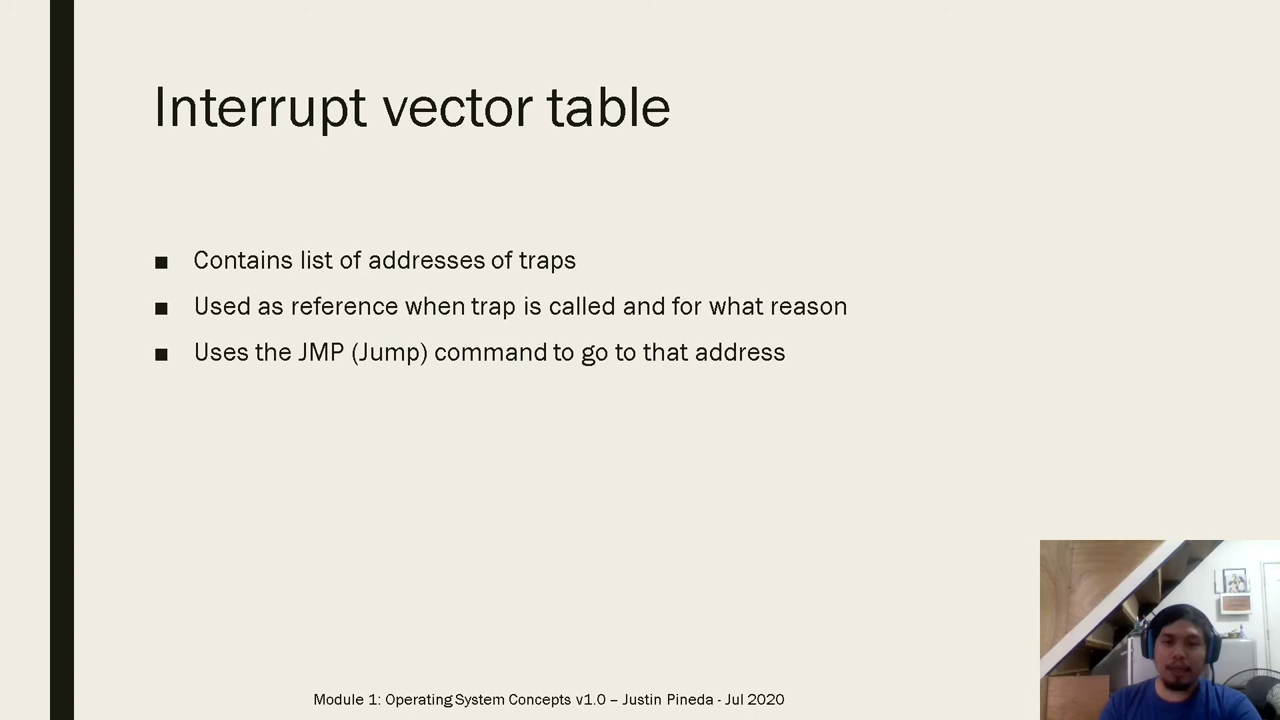 Interrupt vector table
■ Contains list of addresses of traps
■ Used as reference when trap is called and for what reason
■ Uses the JMP (Jump) command to go to that address
Module 1: Operating System Concepts v1.0 – Justin Pineda - Jul 2020